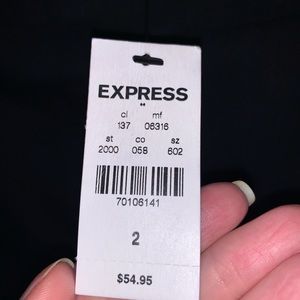 EXPRESS
cl mf
137 06316
st co sz
2000 058 602
70106141
2
$54.95